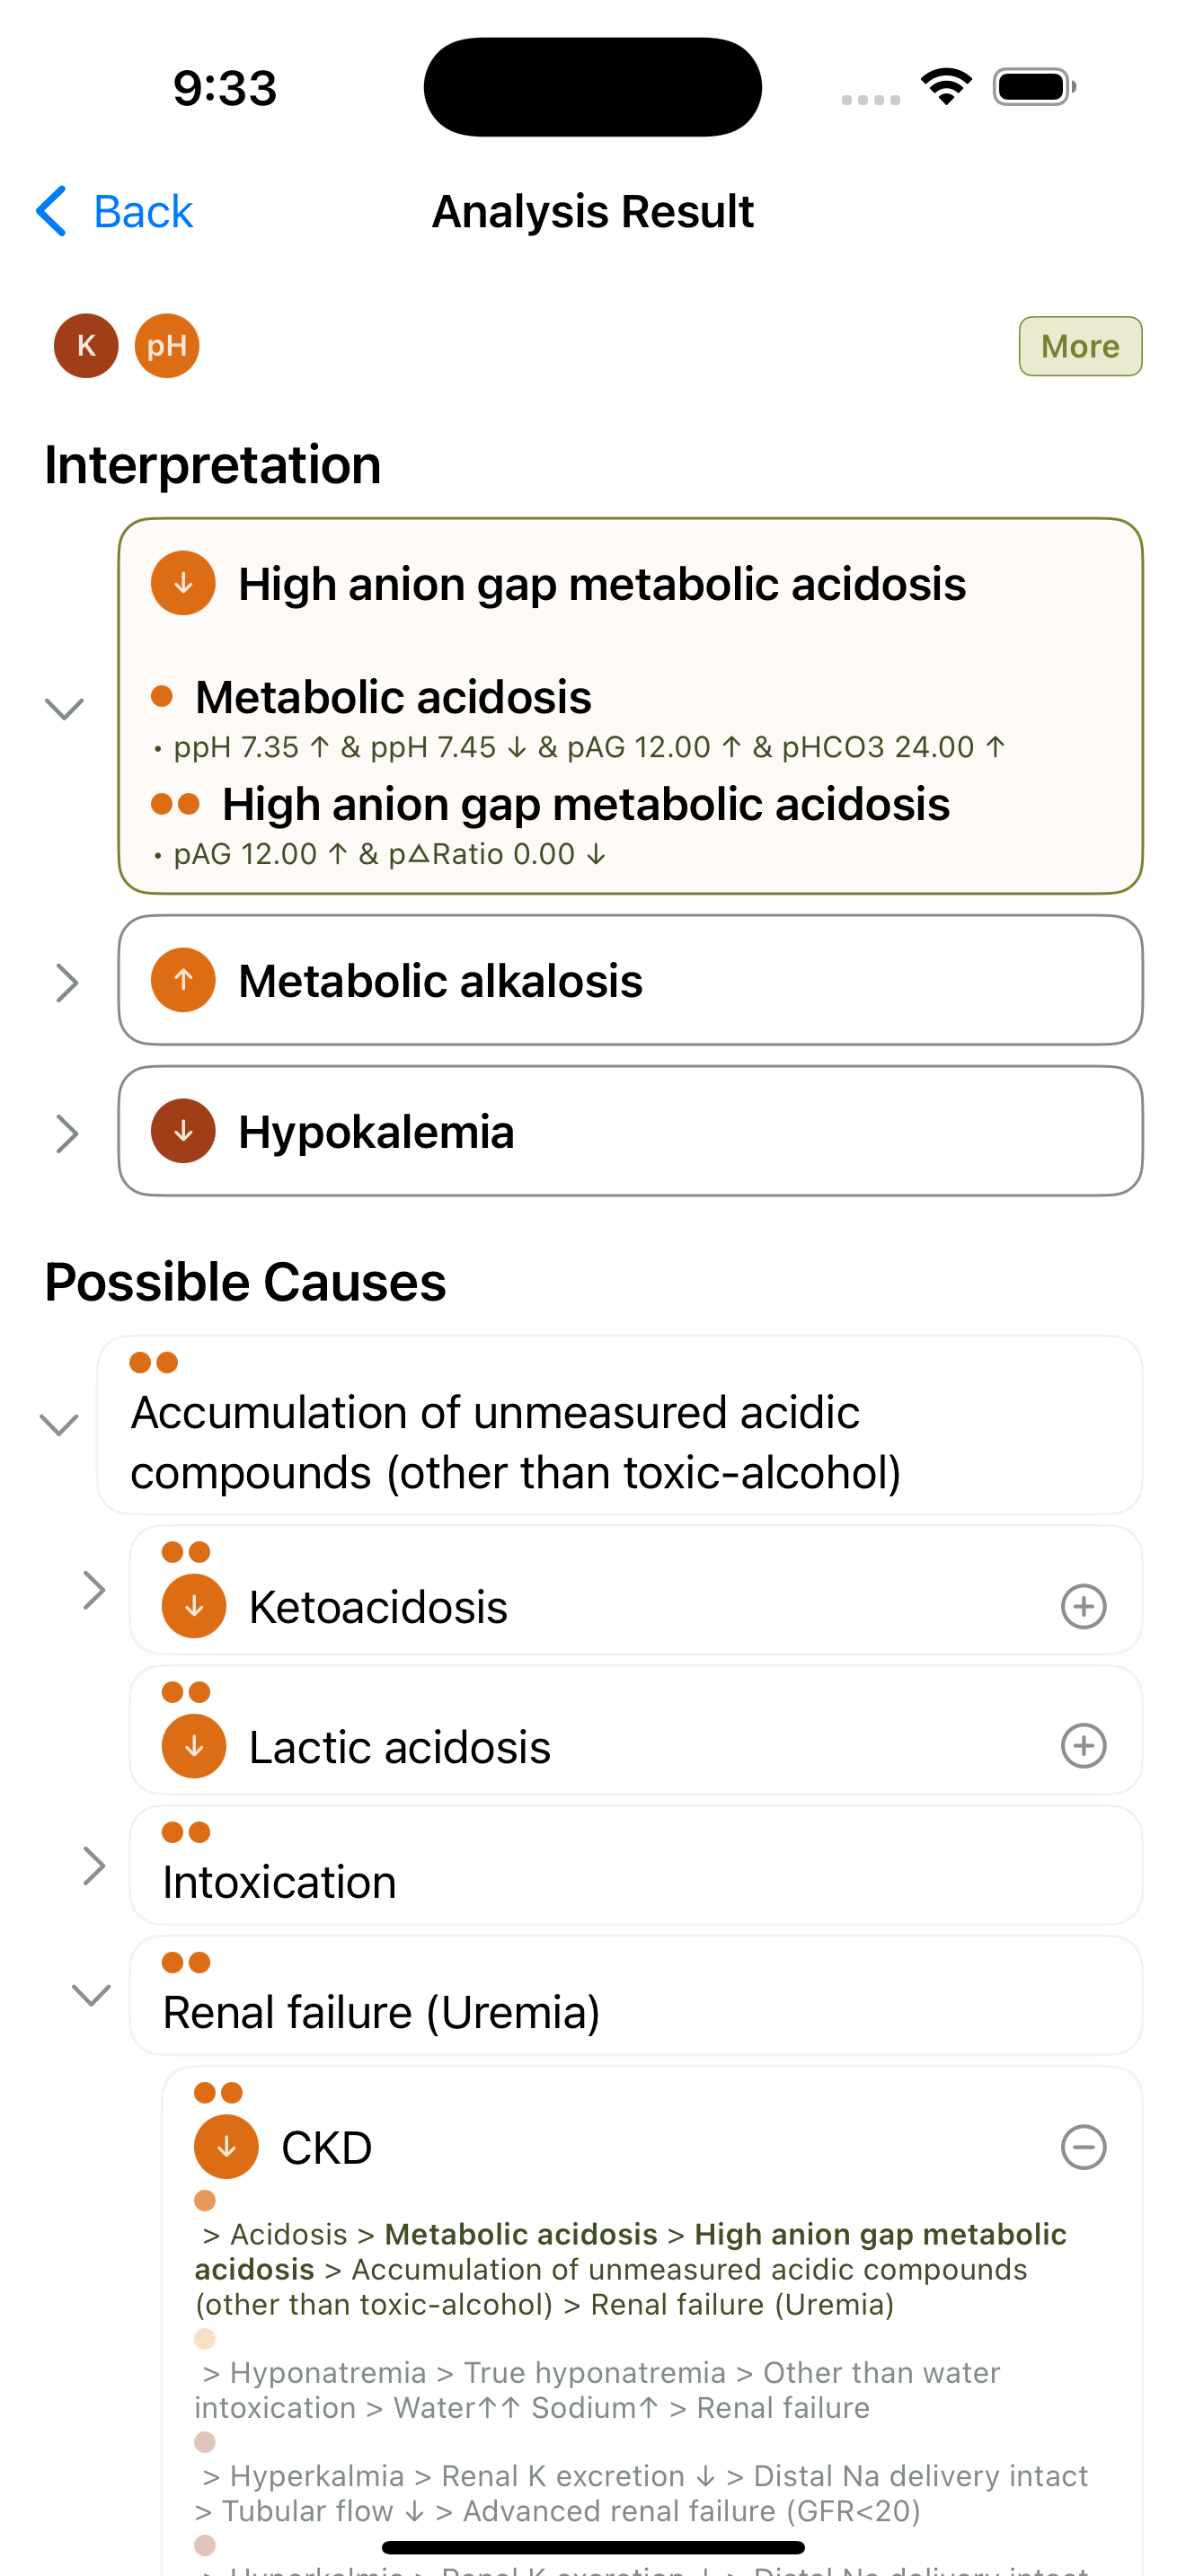 9:33
Back
Analysis Result
K
pH
More
Interpretation
↓ High anion gap metabolic acidosis
Metabolic acidosis
• ppH 7.35 ↑ & ppH 7.45 ↓ & pAG 12.00 ↑ & pHCO3 24.00 ↑
High anion gap metabolic acidosis
• pAG 12.00 ↑ & p△Ratio 0.00 ↓
↑ Metabolic alkalosis
↓ Hypokalemia
Possible Causes
Accumulation of unmeasured acidic
compounds (other than toxic-alcohol)
↓ Ketoacidosis
↓ Lactic acidosis
Intoxication
Renal failure (Uremia)
↓ CKD
> Acidosis > Metabolic acidosis > High anion gap metabolic
acidosis > Accumulation of unmeasured acidic compounds
(other than toxic-alcohol) > Renal failure (Uremia)
> Hyponatremia > True hyponatremia > Other than water
intoxication > Water↑↑ Sodium↑ > Renal failure
> Hyperkalmia > Renal K excretion ↓ > Distal Na delivery intact
> Tubular flow ↓ > Advanced renal failure (GFR<20)